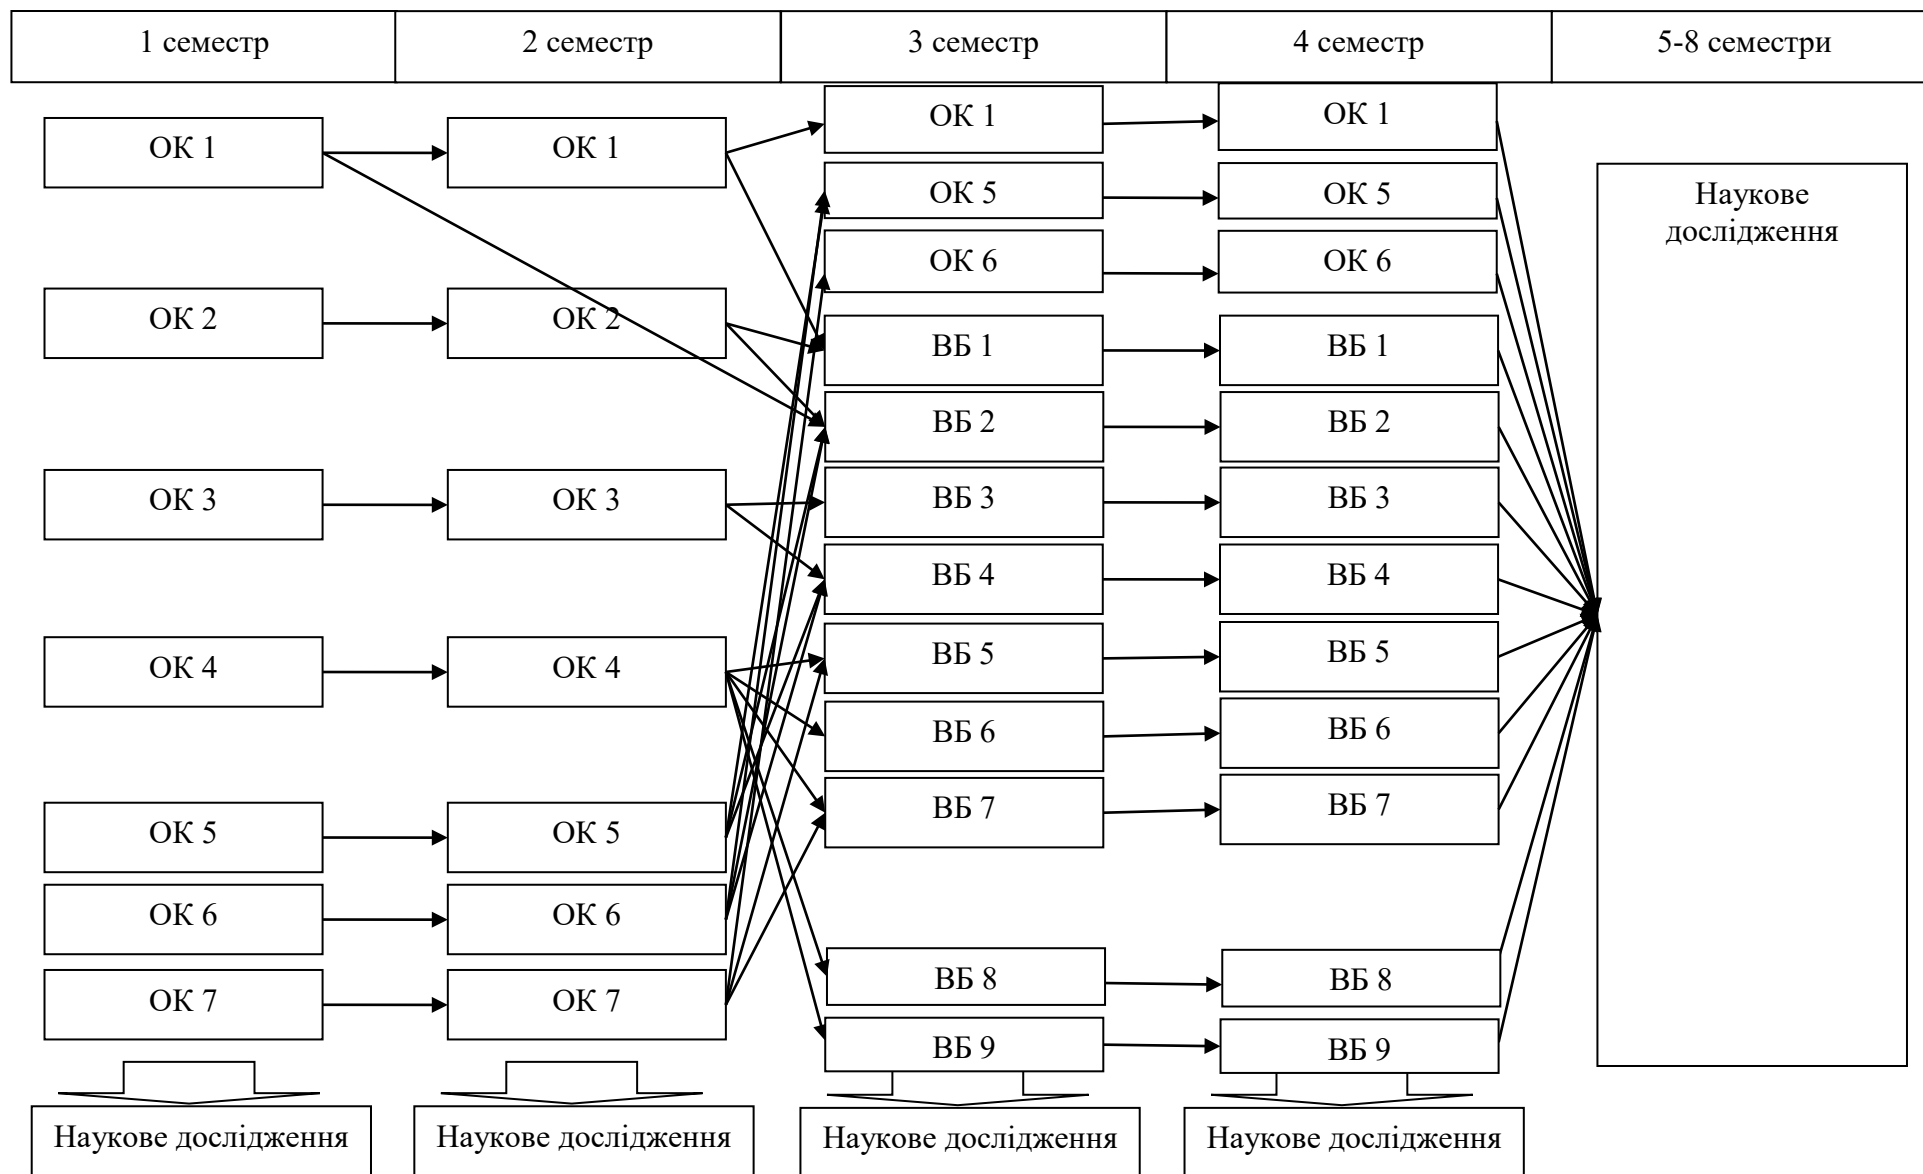 1 семестр
2 семестр
3 семестр
4 семестр
5-8 семестри
ОК 1
ОК 2
ОК 3
ОК 4
ОК 5
ОК 6
ОК 7
Наукове дослідження
ОК 1
ОК 2
ОК 3
ОК 4
ОК 5
ОК 6
ОК 7
Наукове дослідження
ОК 1
ОК 5
ОК 6
ВБ 1
ВБ 2
ВБ 3
ВБ 4
ВБ 5
ВБ 6
ВБ 7
ВБ 8
ВБ 9
Наукове дослідження
ОК 1
ОК 5
ОК 6
ВБ 1
ВБ 2
ВБ 3
ВБ 4
ВБ 5
ВБ 6
ВБ 7
ВБ 8
ВБ 9
Наукове дослідження
Наукове
дослідження